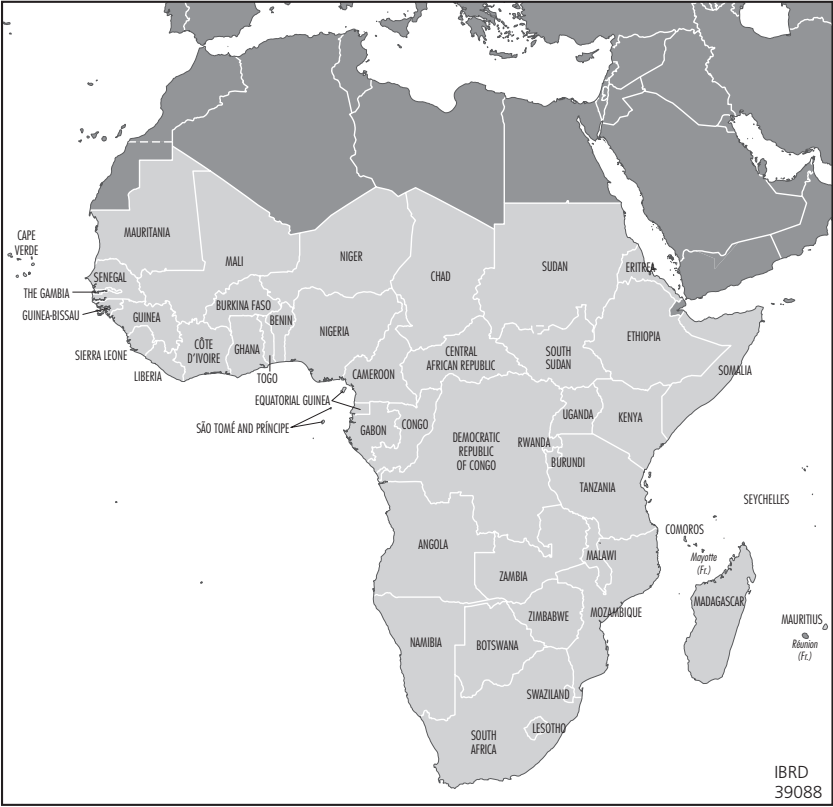 CAPE
VERDE
MAURITANIA
MALI
NIGER
CHAD
SUDAN
ERITREA
SENEGAL
THE GAMBIA
GUINEA-BISSAU
GUINEA
BURKINA FASO
BENIN
NIGERIA
ETHIOPIA
SIERRA LEONE
LIBERIA
CÔTE
D'IVOIRE
GHANA
TOGO
CAMEROON
CENTRAL
AFRICAN REPUBLIC
SOUTH
SUDAN
SOMALIA
EQUATORIAL GUINEA
SÃO TOMÉ AND PRÍNCIPE
GABON
CONGO
DEMOCRATIC
REPUBLIC
OF CONGO
UGANDA
KENYA
RWANDA
BURUNDI
TANZANIA
SEYCHELLES
COMOROS
Mayotte
(Fr.)
ANGOLA
ZAMBIA
MALAWI
MOZAMBIQUE
MADAGASCAR
MAURITIUS
Réunion
(Fr.)
ZIMBABWE
NAMIBIA
BOTSWANA
SWAZILAND
LESOTHO
SOUTH
AFRICA
IBRD
39088